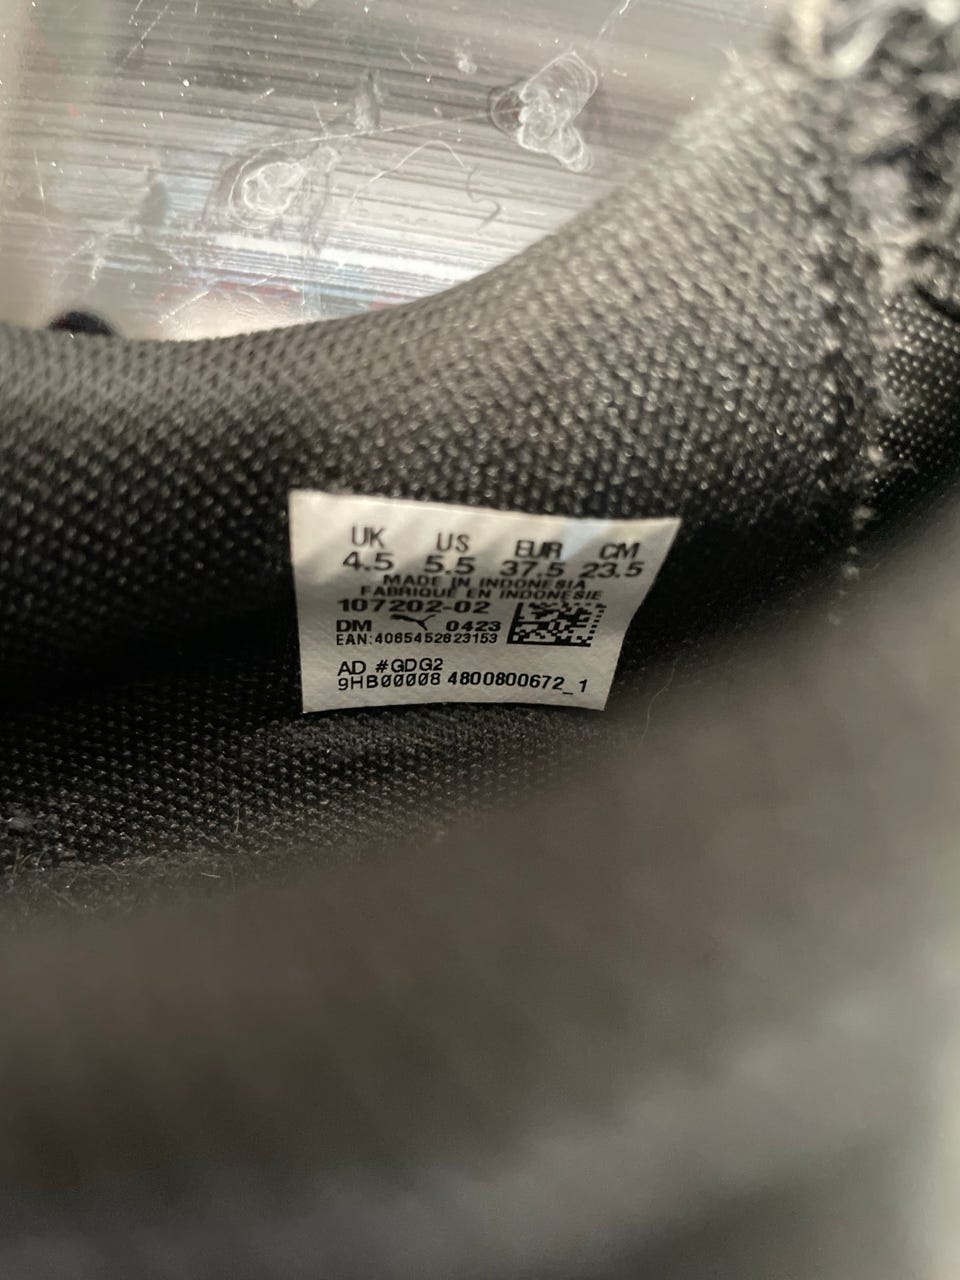 UK US EUR CM
4.5 5.5 37.5 23.5
MADE IN INDONESIA
FABRIQUÉ EN INDONESIE
107202-02
DM 0423
EAN:4065452823153
AD #GDG2
9HB00008 4800800672_1